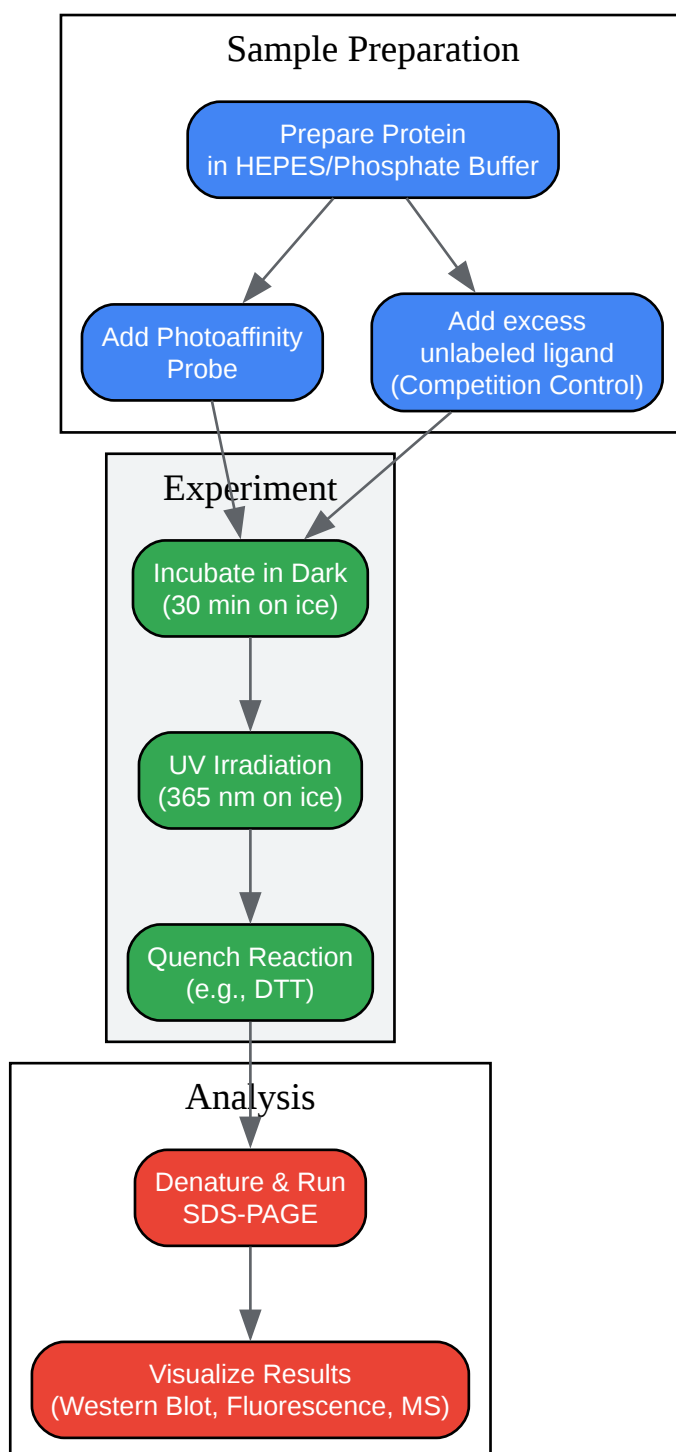 Sample Preparation
Prepare Protein
in HEPES/Phosphate Buffer
Add Photoaffinity
Probe
Add excess
unlabeled ligand
(Competition Control)
Experiment
Incubate in Dark
(30 min on ice)
UV Irradiation
(365 nm on ice)
Quench Reaction
(e.g., DTT)
Analysis
Denature & Run
SDS-PAGE
Visualize Results
(Western Blot, Fluorescence, MS)